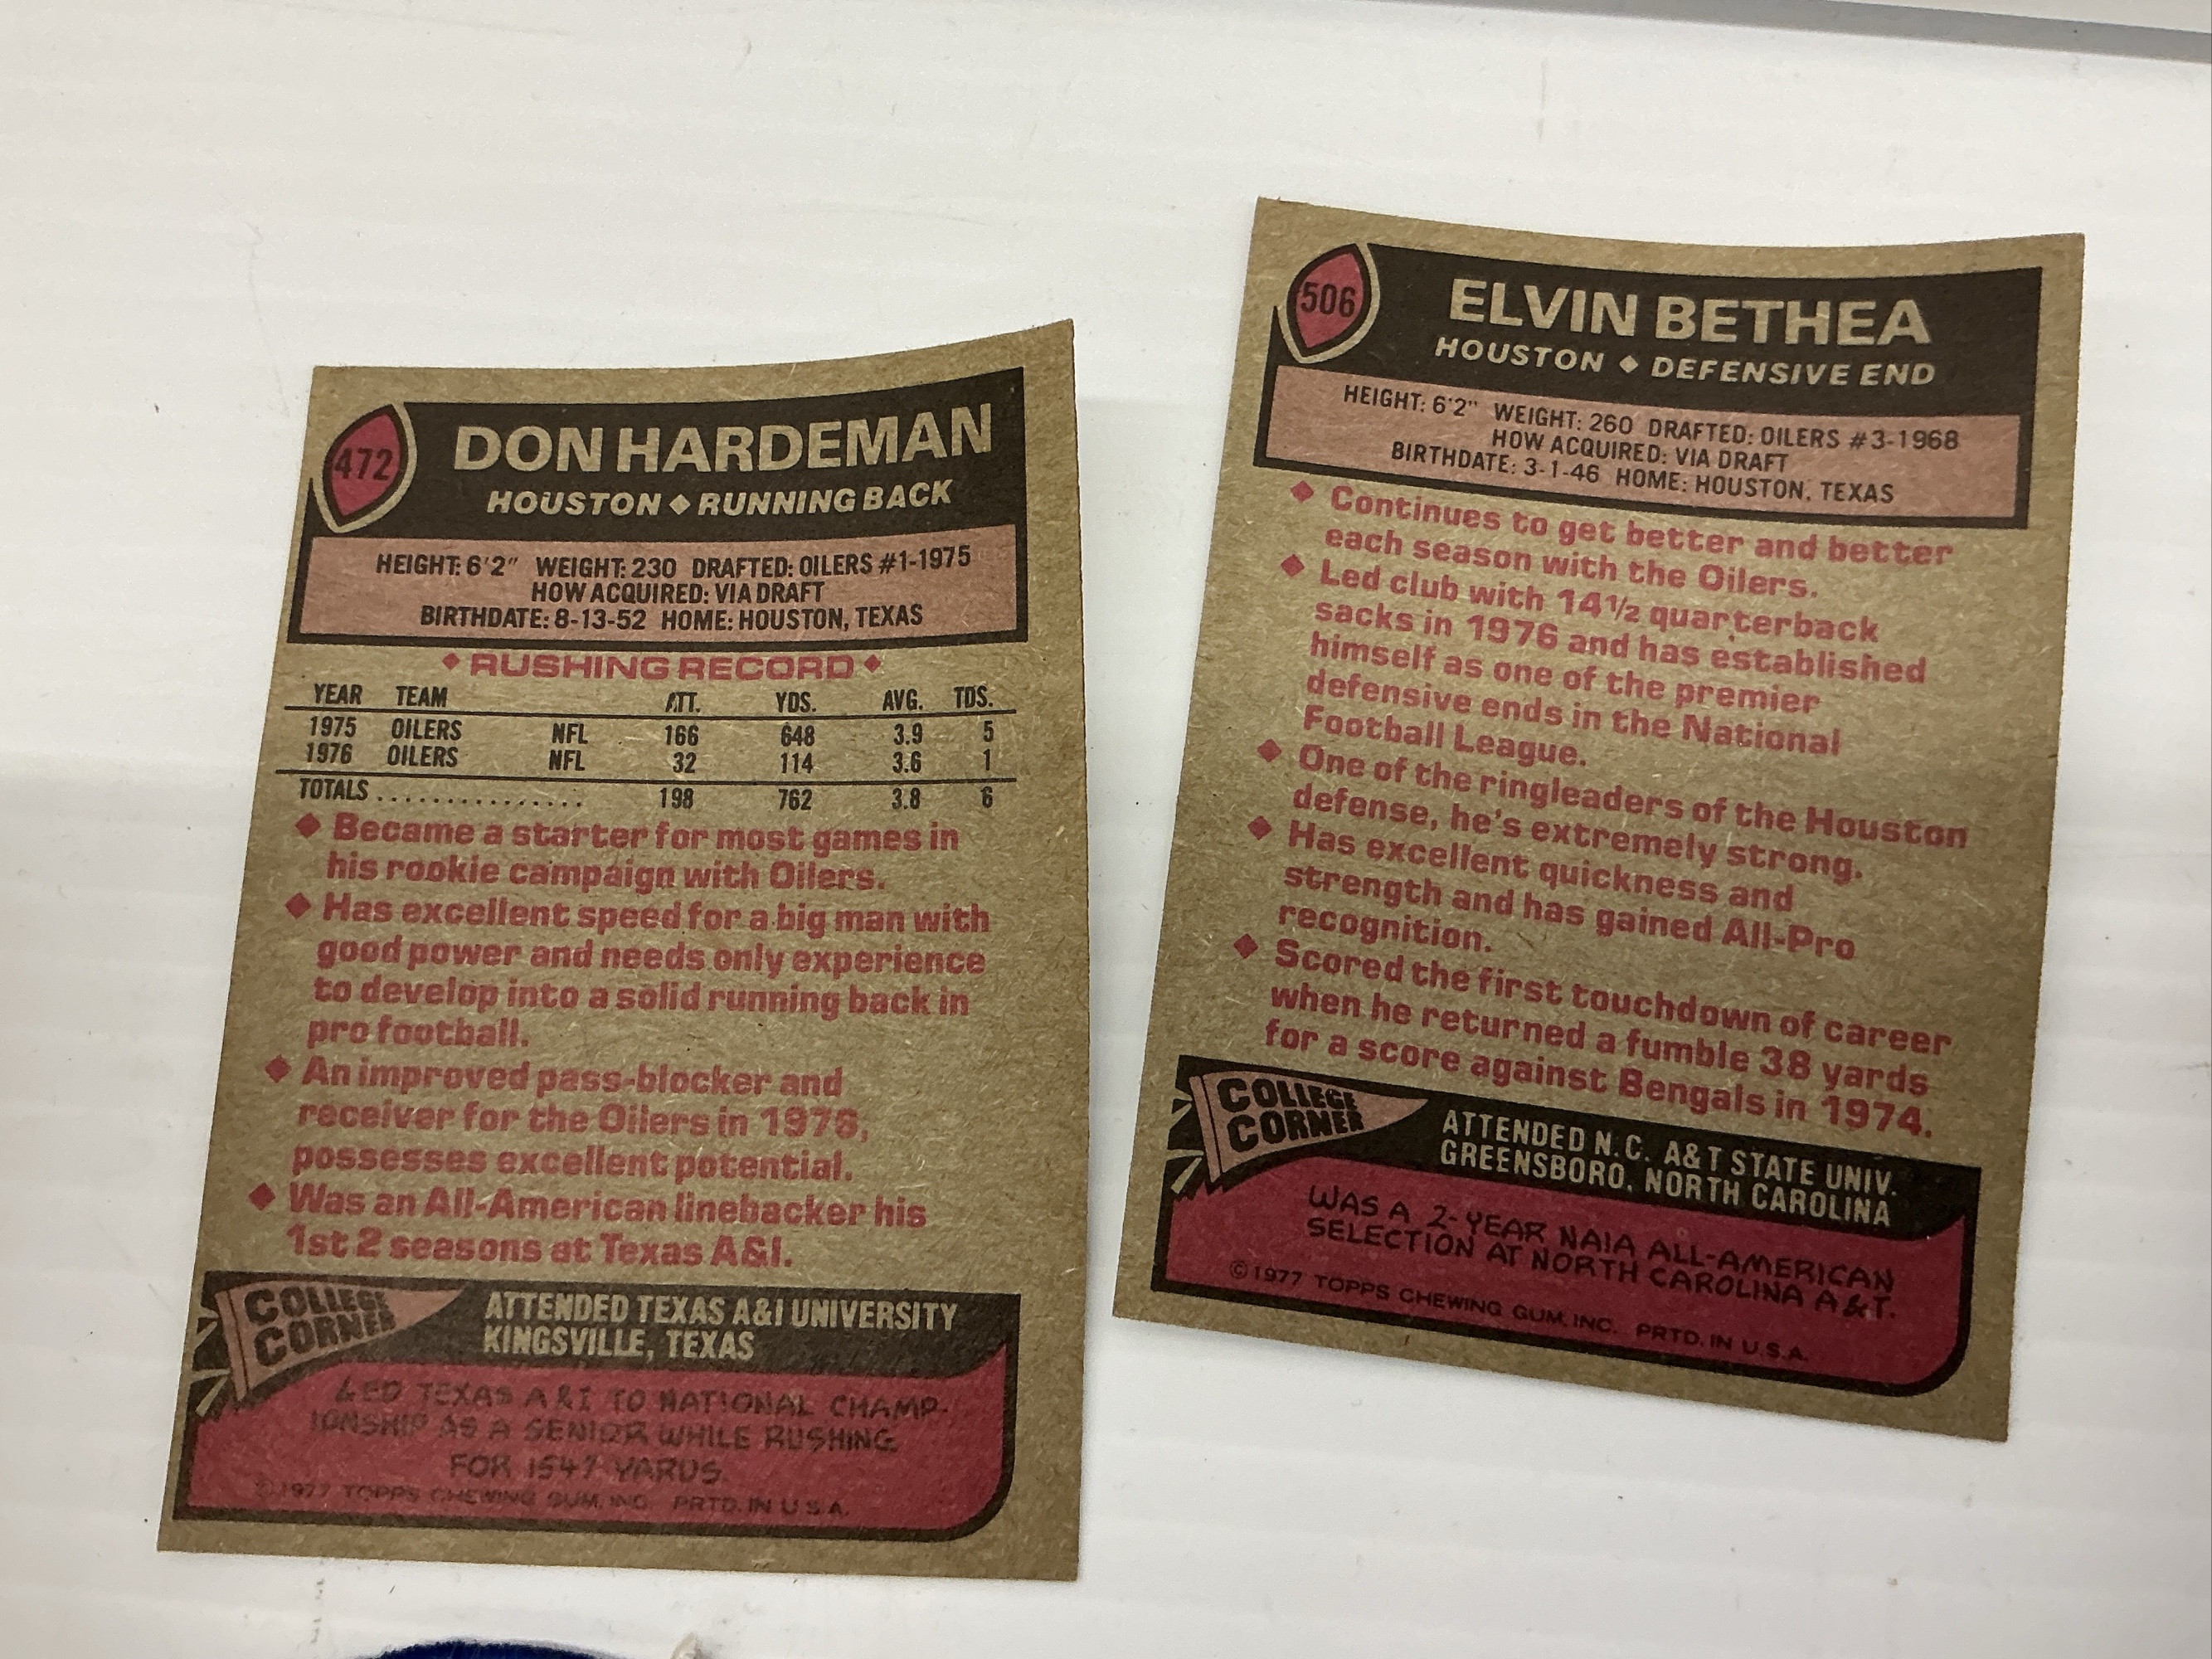 472
DON HARDEMAN
HOUSTON ◆ RUNNING BACK
HEIGHT: 6'2" WEIGHT: 230 DRAFTED: OILERS #1-1975
HOW ACQUIRED: VIA DRAFT
BIRTHDATE: 8-13-52 HOME: HOUSTON, TEXAS
◆ RUSHING RECORD ◆
YEAR TEAM ATT. YDS. AVG. TDS.
1975 OILERS NFL 166 648 3.9 5
1976 OILERS NFL 32 114 3.6 1
TOTALS ............... 198 762 3.8 6
◆ Became a starter for most games in
his rookie campaign with Oilers.
◆ Has excellent speed for a big man with
good power and needs only experience
to develop into a solid running back in
pro football.
◆ An improved pass-blocker and
receiver for the Oilers in 1976,
possesses excellent potential.
◆ Was an All-American linebacker his
1st 2 seasons at Texas A&I.
COLLEGE
CORNER
ATTENDED TEXAS A&I UNIVERSITY
KINGSVILLE, TEXAS
LED TEXAS A&I TO NATIONAL CHAMP-
IONSHIP AS A SENIOR WHILE RUSHING
FOR 1547 YARDS.
©1977 TOPPS CHEWING GUM, INC. PRTD. IN U.S.A.
506
ELVIN BETHEA
HOUSTON ◆ DEFENSIVE END
HEIGHT: 6'2" WEIGHT: 260 DRAFTED: OILERS #3-1968
HOW ACQUIRED: VIA DRAFT
BIRTHDATE: 3-1-46 HOME: HOUSTON, TEXAS
◆ Continues to get better and better
each season with the Oilers.
◆ Led club with 14½ quarterback
sacks in 1976 and has established
himself as one of the premier
defensive ends in the National
Football League.
◆ One of the ringleaders of the Houston
defense, he's extremely strong.
◆ Has excellent quickness and
strength and has gained All-Pro
recognition.
◆ Scored the first touchdown of career
when he returned a fumble 38 yards
for a score against Bengals in 1974.
COLLEGE
CORNER
ATTENDED N.C. A&T STATE UNIV.
GREENSBORO, NORTH CAROLINA
WAS A 2-YEAR NAIA ALL-AMERICAN
SELECTION AT NORTH CAROLINA A&T.
©1977 TOPPS CHEWING GUM, INC. PRTD. IN U.S.A.